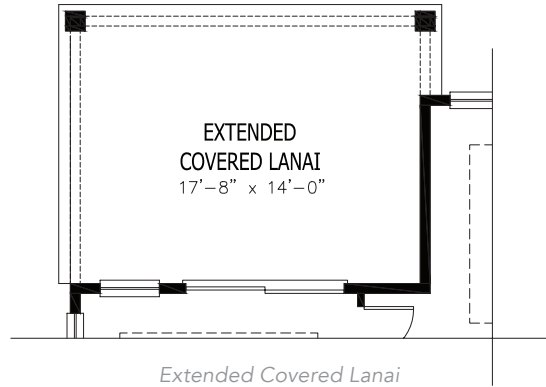 EXTENDED
COVERED LANAI
17’–8” x 14’–0”
Extended Covered Lanai